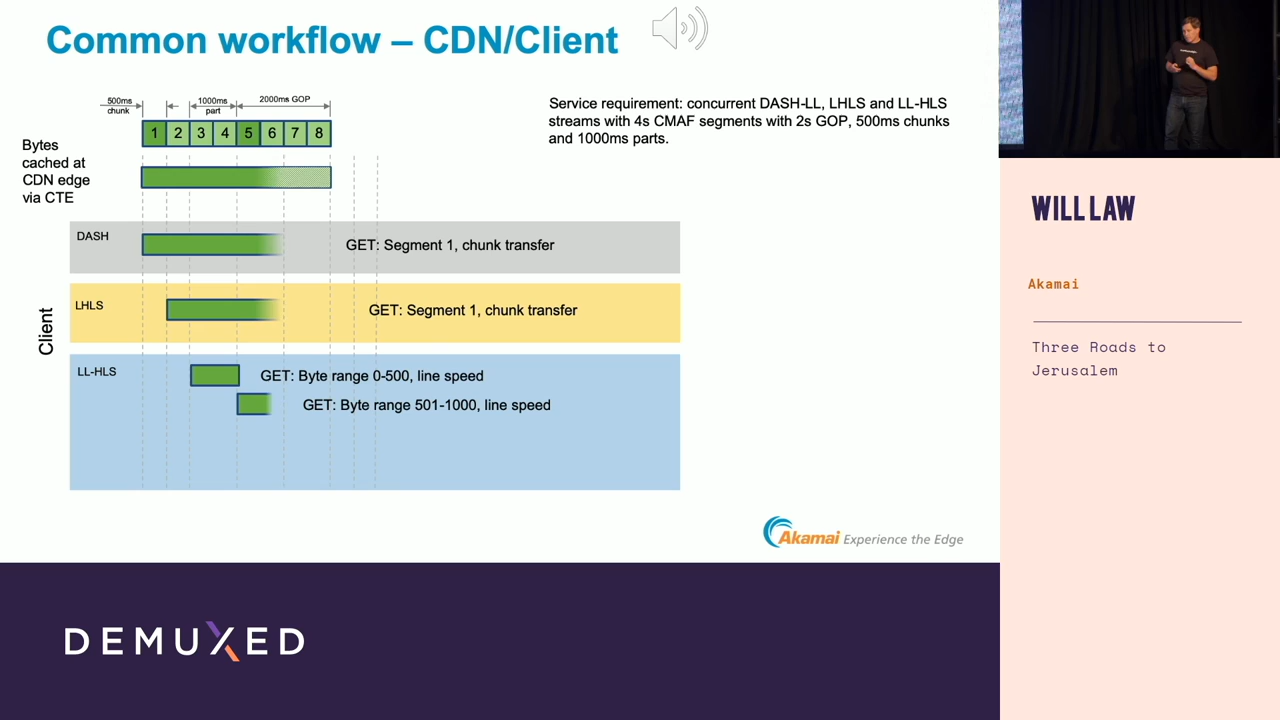 Common workflow – CDN/Client
500ms
chunk
1000ms
part
2000ms GOP
1 2 3 4 5 6 7 8
Bytes
cached at
CDN edge
via CTE
Service requirement: concurrent DASH-LL, LHLS and LL-HLS
streams with 4s CMAF segments with 2s GOP, 500ms chunks
and 1000ms parts.
Client
DASH
GET: Segment 1, chunk transfer
LHLS
GET: Segment 1, chunk transfer
LL-HLS
GET: Byte range 0-500, line speed
GET: Byte range 501-1000, line speed
Akamai Experience the Edge
DEMUXED
WILL LAW
Akamai
Three Roads to
Jerusalem